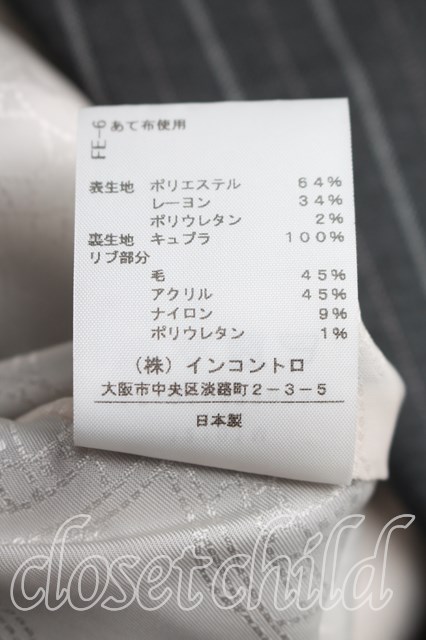 FE-6
あて布使用
表生地 ポリエステル 64%
レーヨン 34%
ポリウレタン 2%
裏生地 キュプラ 100%
リブ部分
毛 45%
アクリル 45%
ナイロン 9%
ポリウレタン 1%
(株)インコントロ
大阪市中央区淡路町2-3-5
日本製
closetchild